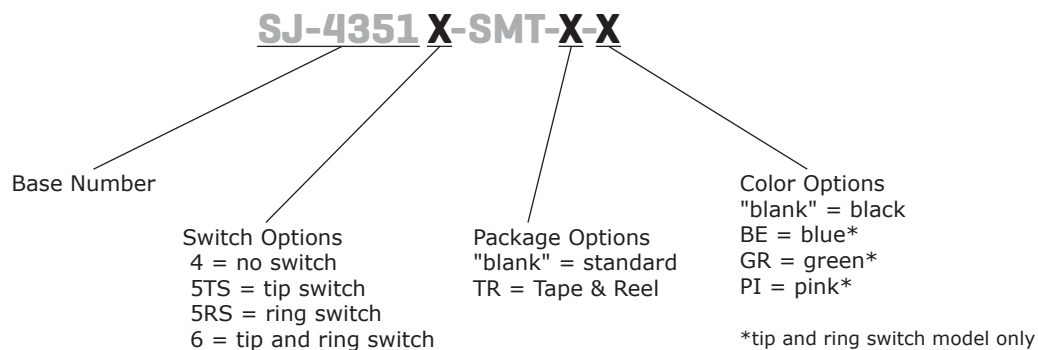 SJ-4351 X-SMT-X-X
Base Number
Switch Options
4 = no switch
5TS = tip switch
5RS = ring switch
6 = tip and ring switch
Package Options
"blank" = standard
TR = Tape & Reel
Color Options
"blank" = black
BE = blue*
GR = green*
PI = pink*
*tip and ring switch model only